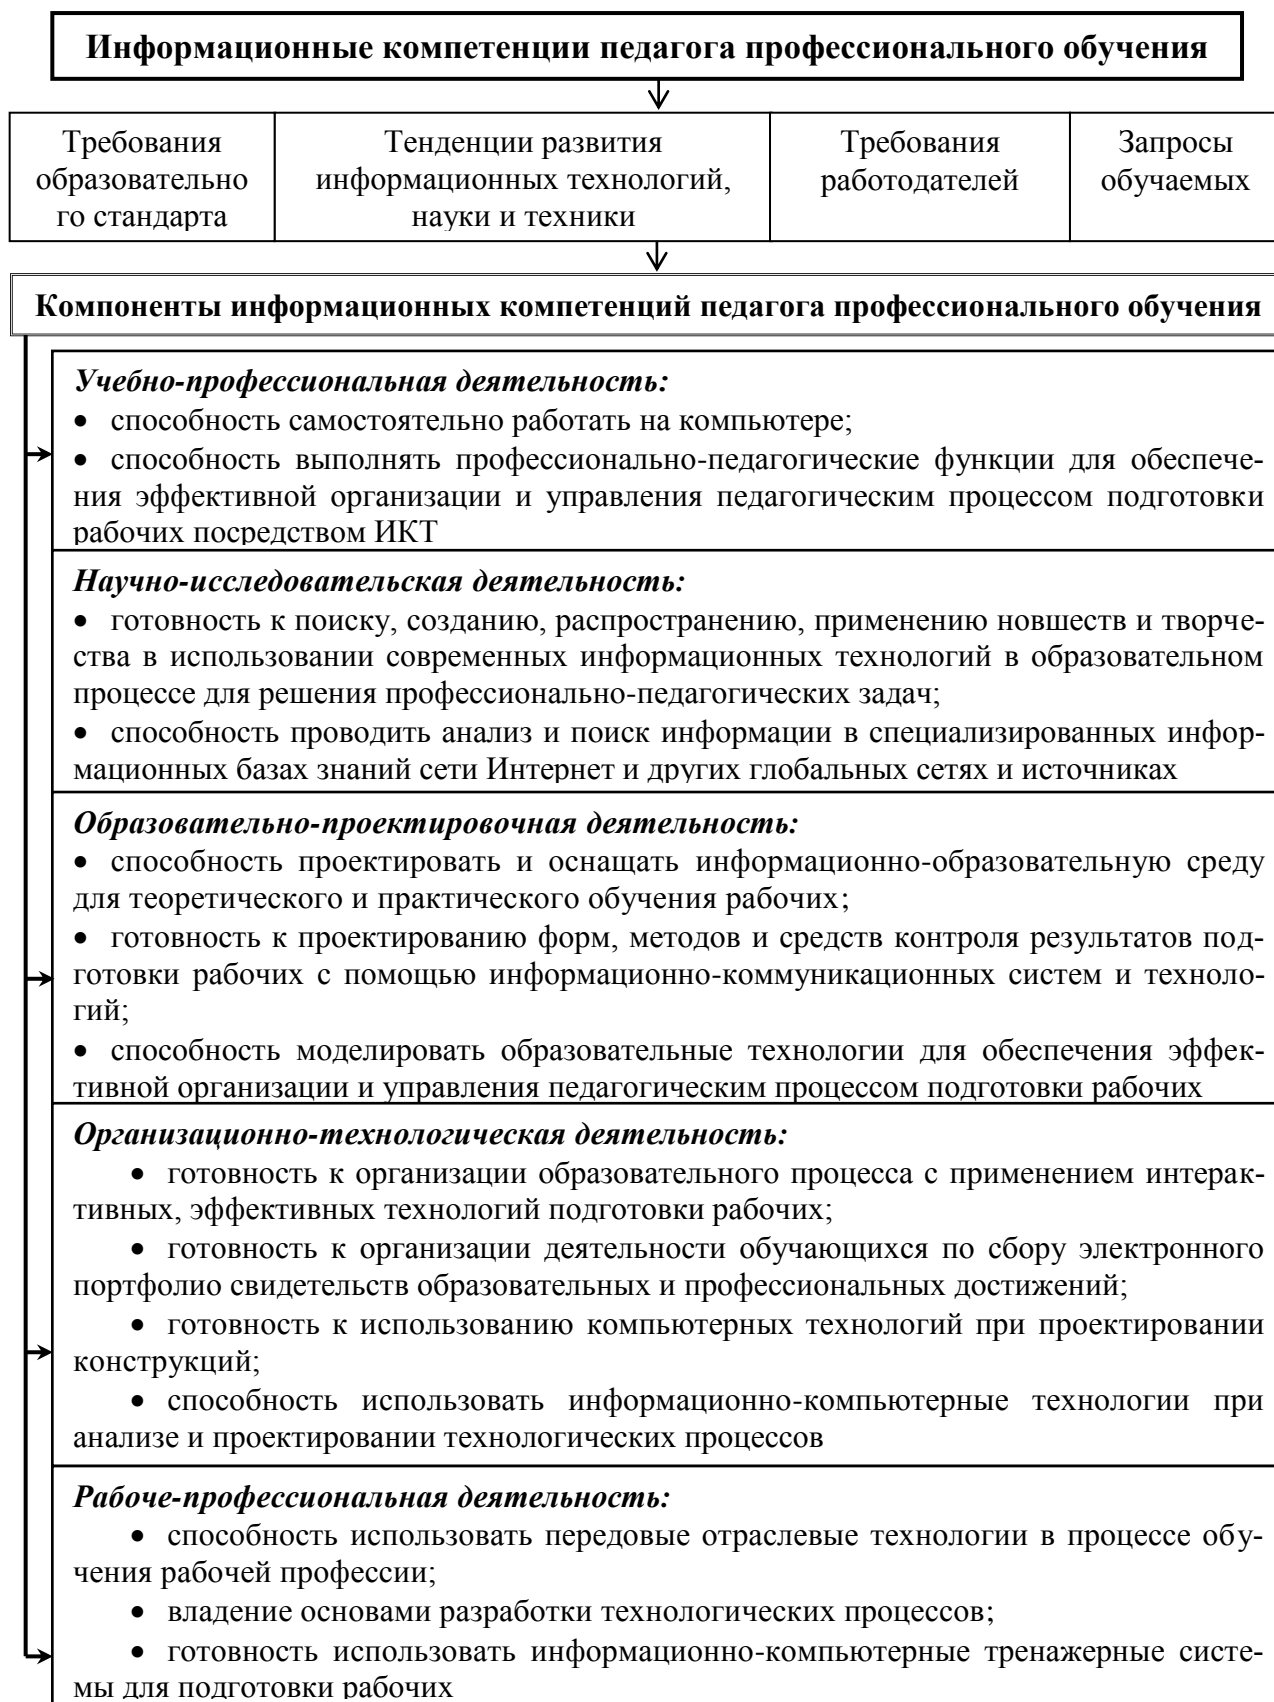 Информационные компетенции педагога профессионального обучения
Требования
образовательно
го стандарта
Тенденции развития
информационных технологий,
науки и техники
Требования
работодателей
Запросы
обучаемых
Компоненты информационных компетенций педагога профессионального обучения
Учебно-профессиональная деятельность:
• способность самостоятельно работать на компьютере;
• способность выполнять профессионально-педагогические функции для обеспече-
ния эффективной организации и управления педагогическим процессом подготовки
рабочих посредством ИКТ
Научно-исследовательская деятельность:
• готовность к поиску, созданию, распространению, применению новшеств и творче-
ства в использовании современных информационных технологий в образовательном
процессе для решения профессионально-педагогических задач;
• способность проводить анализ и поиск информации в специализированных инфор-
мационных базах знаний сети Интернет и других глобальных сетях и источниках
Образовательно-проектировочная деятельность:
• способность проектировать и оснащать информационно-образовательную среду
для теоретического и практического обучения рабочих;
• готовность к проектированию форм, методов и средств контроля результатов под-
готовки рабочих с помощью информационно-коммуникационных систем и техноло-
гий;
• способность моделировать образовательные технологии для обеспечения эффек-
тивной организации и управления педагогическим процессом подготовки рабочих
Организационно-технологическая деятельность:
• готовность к организации образовательного процесса с применением интерак-
тивных, эффективных технологий подготовки рабочих;
• готовность к организации деятельности обучающихся по сбору электронного
портфолио свидетельств образовательных и профессиональных достижений;
• готовность к использованию компьютерных технологий при проектировании
конструкций;
• способность использовать информационно-компьютерные технологии при
анализе и проектировании технологических процессов
Рабоче-профессиональная деятельность:
• способность использовать передовые отраслевые технологии в процессе обу-
чения рабочей профессии;
• владение основами разработки технологических процессов;
• готовность использовать информационно-компьютерные тренажерные систе-
мы для подготовки рабочих